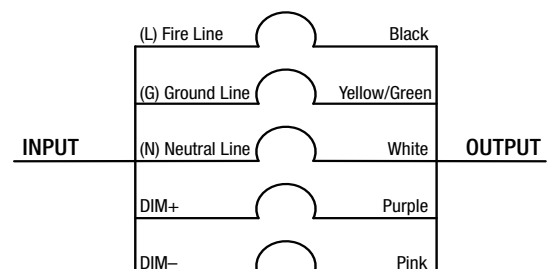 (L) Fire Line Black
(G) Ground Line Yellow/Green
INPUT (N) Neutral Line White OUTPUT
DIM+ Purple
DIM– Pink